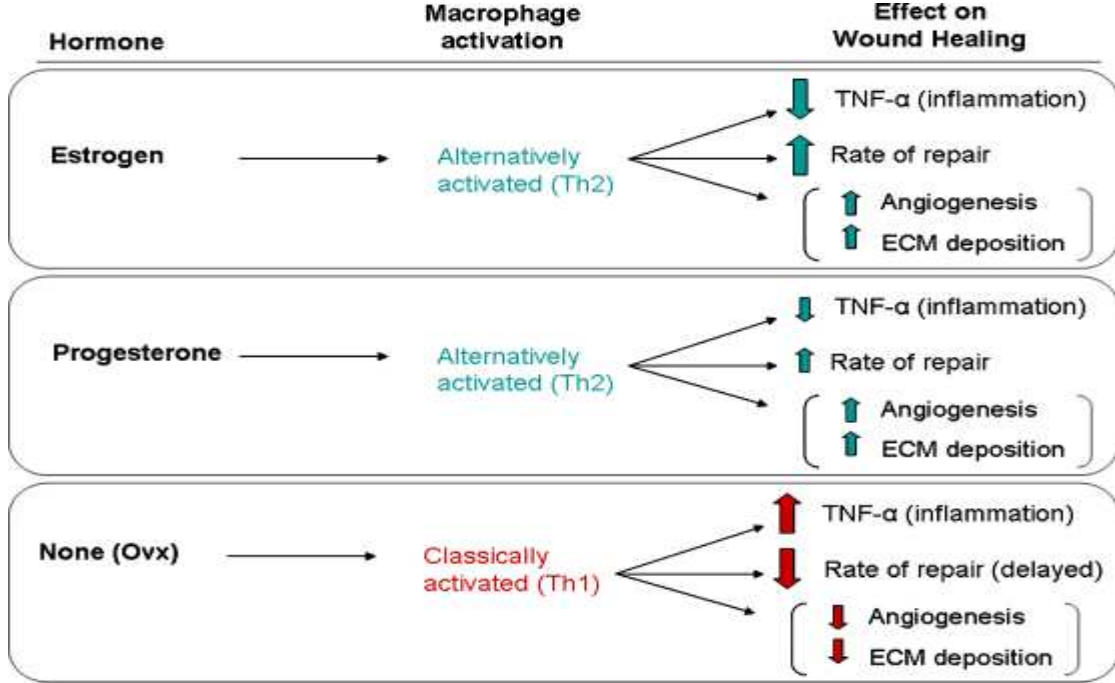 Hormone
Macrophage
activation
Effect on
Wound Healing
Estrogen
Alternatively
activated (Th2)
TNF-α (inflammation)
Rate of repair
Angiogenesis
ECM deposition
Progesterone
Alternatively
activated (Th2)
TNF-α (inflammation)
Rate of repair
Angiogenesis
ECM deposition
None (Ovx)
Classically
activated (Th1)
TNF-α (inflammation)
Rate of repair (delayed)
Angiogenesis
ECM deposition